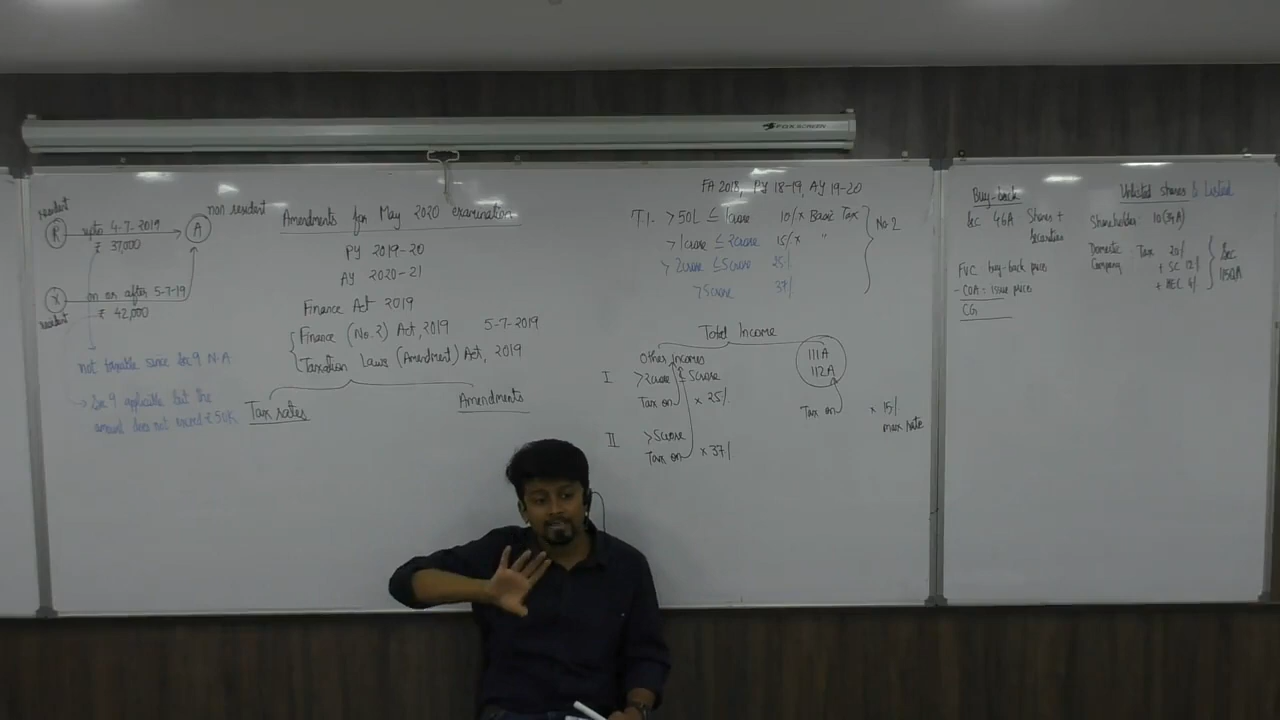 FOX SCREEN
resident
R
upto 4-7-2019
₹ 37,000
A
non resident
X
resident
on or after 5-7-19
₹ 42,000
not taxable since Sec 9 N.A
Sec 9 applicable but the
amount does not exceed ₹ 50K
Amendments for May 2020 examination
PY 2019-20
AY 2020-21
Finance Act 2019
Finance (No.2) Act, 2019 5-7-2019
Taxation Laws (Amendment) Act, 2019
Tax rates
Amendments
FA 2018, PY 18-19, AY 19-20
T.I. >50L ≤ 1crore 10% Basic Tax
>1crore ≤ 2crore 15% "
>2crore ≤5crore 25%
>5crore 37%
No 2
Total Income
Other incomes
111A
112A
I >2crore ≤ 5crore
Tax on × 25%
Tax on × 15%
max rate
II >5crore
Tax on × 37%
Buy-back
Sec 46A Shares +
Securities
FVC: buy-back price
- COA: issue price
CG
Unlisted shares & Listed
Shareholder 10(34A)
Domestic Company Tax 20%
+ SC 12%
+ HEC 4%
Sec 115QA